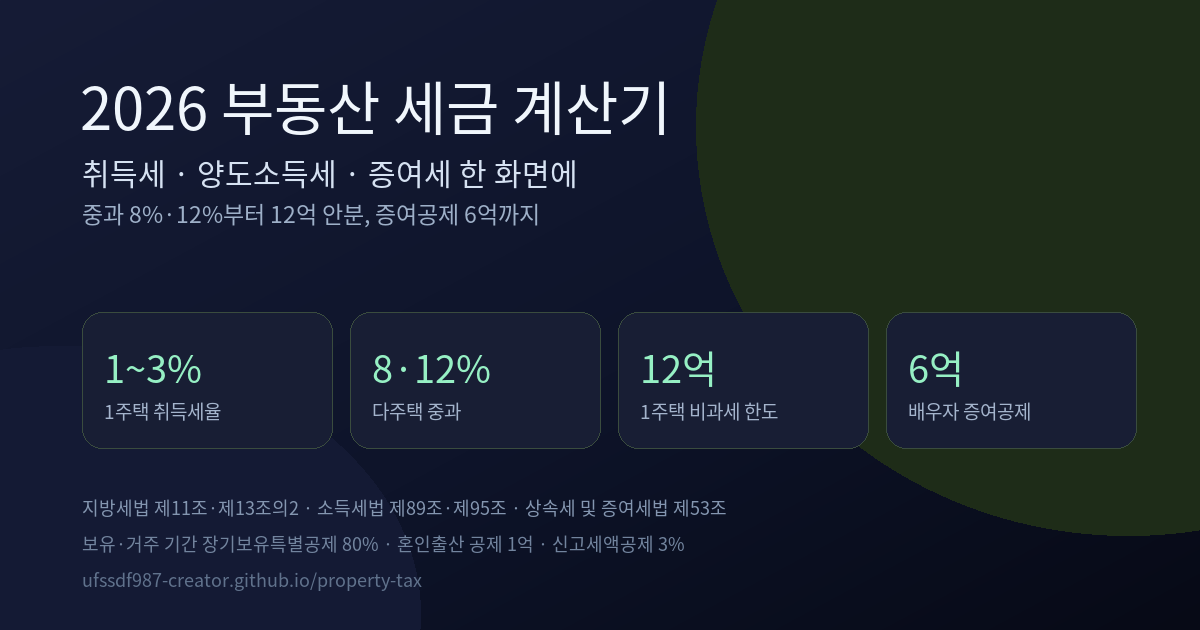 2026 부동산 세금 계산기
취득세 · 양도소득세 · 증여세 한 화면에
중과 8%·12%부터 12억 안분, 증여공제 6억까지
1~3%
1주택 취득세율
8·12%
다주택 중과
12억
1주택 비과세 한도
6억
배우자 증여공제
지방세법 제11조·제13조의2 · 소득세법 제89조·제95조 · 상속세 및 증여세법 제53조
보유·거주 기간 장기보유특별공제 80% · 혼인출산 공제 1억 · 신고세액공제 3%
ufssdf987-creator.github.io/property-tax